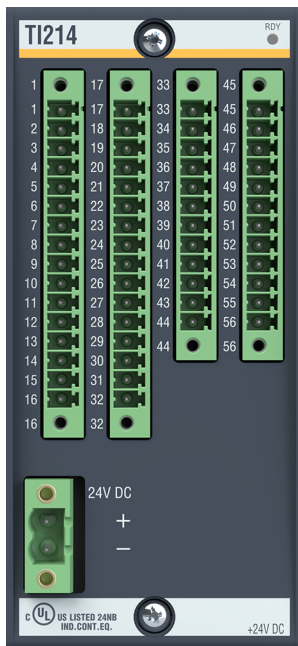 TI214
RDY
1 17 33 45
1 17 33 45
2 18 34 46
3 19 35 47
4 20 36 48
5 21 37 49
6 22 38 50
7 23 39 51
8 24 40 52
9 25 41 53
10 26 42 54
11 27 43 55
12 28 44 56
13 29 44 56
14 30
15 31
16 32
16 32
24V DC
+
−
C UL US LISTED 24NB
IND.CONT.EQ.
+24V DC